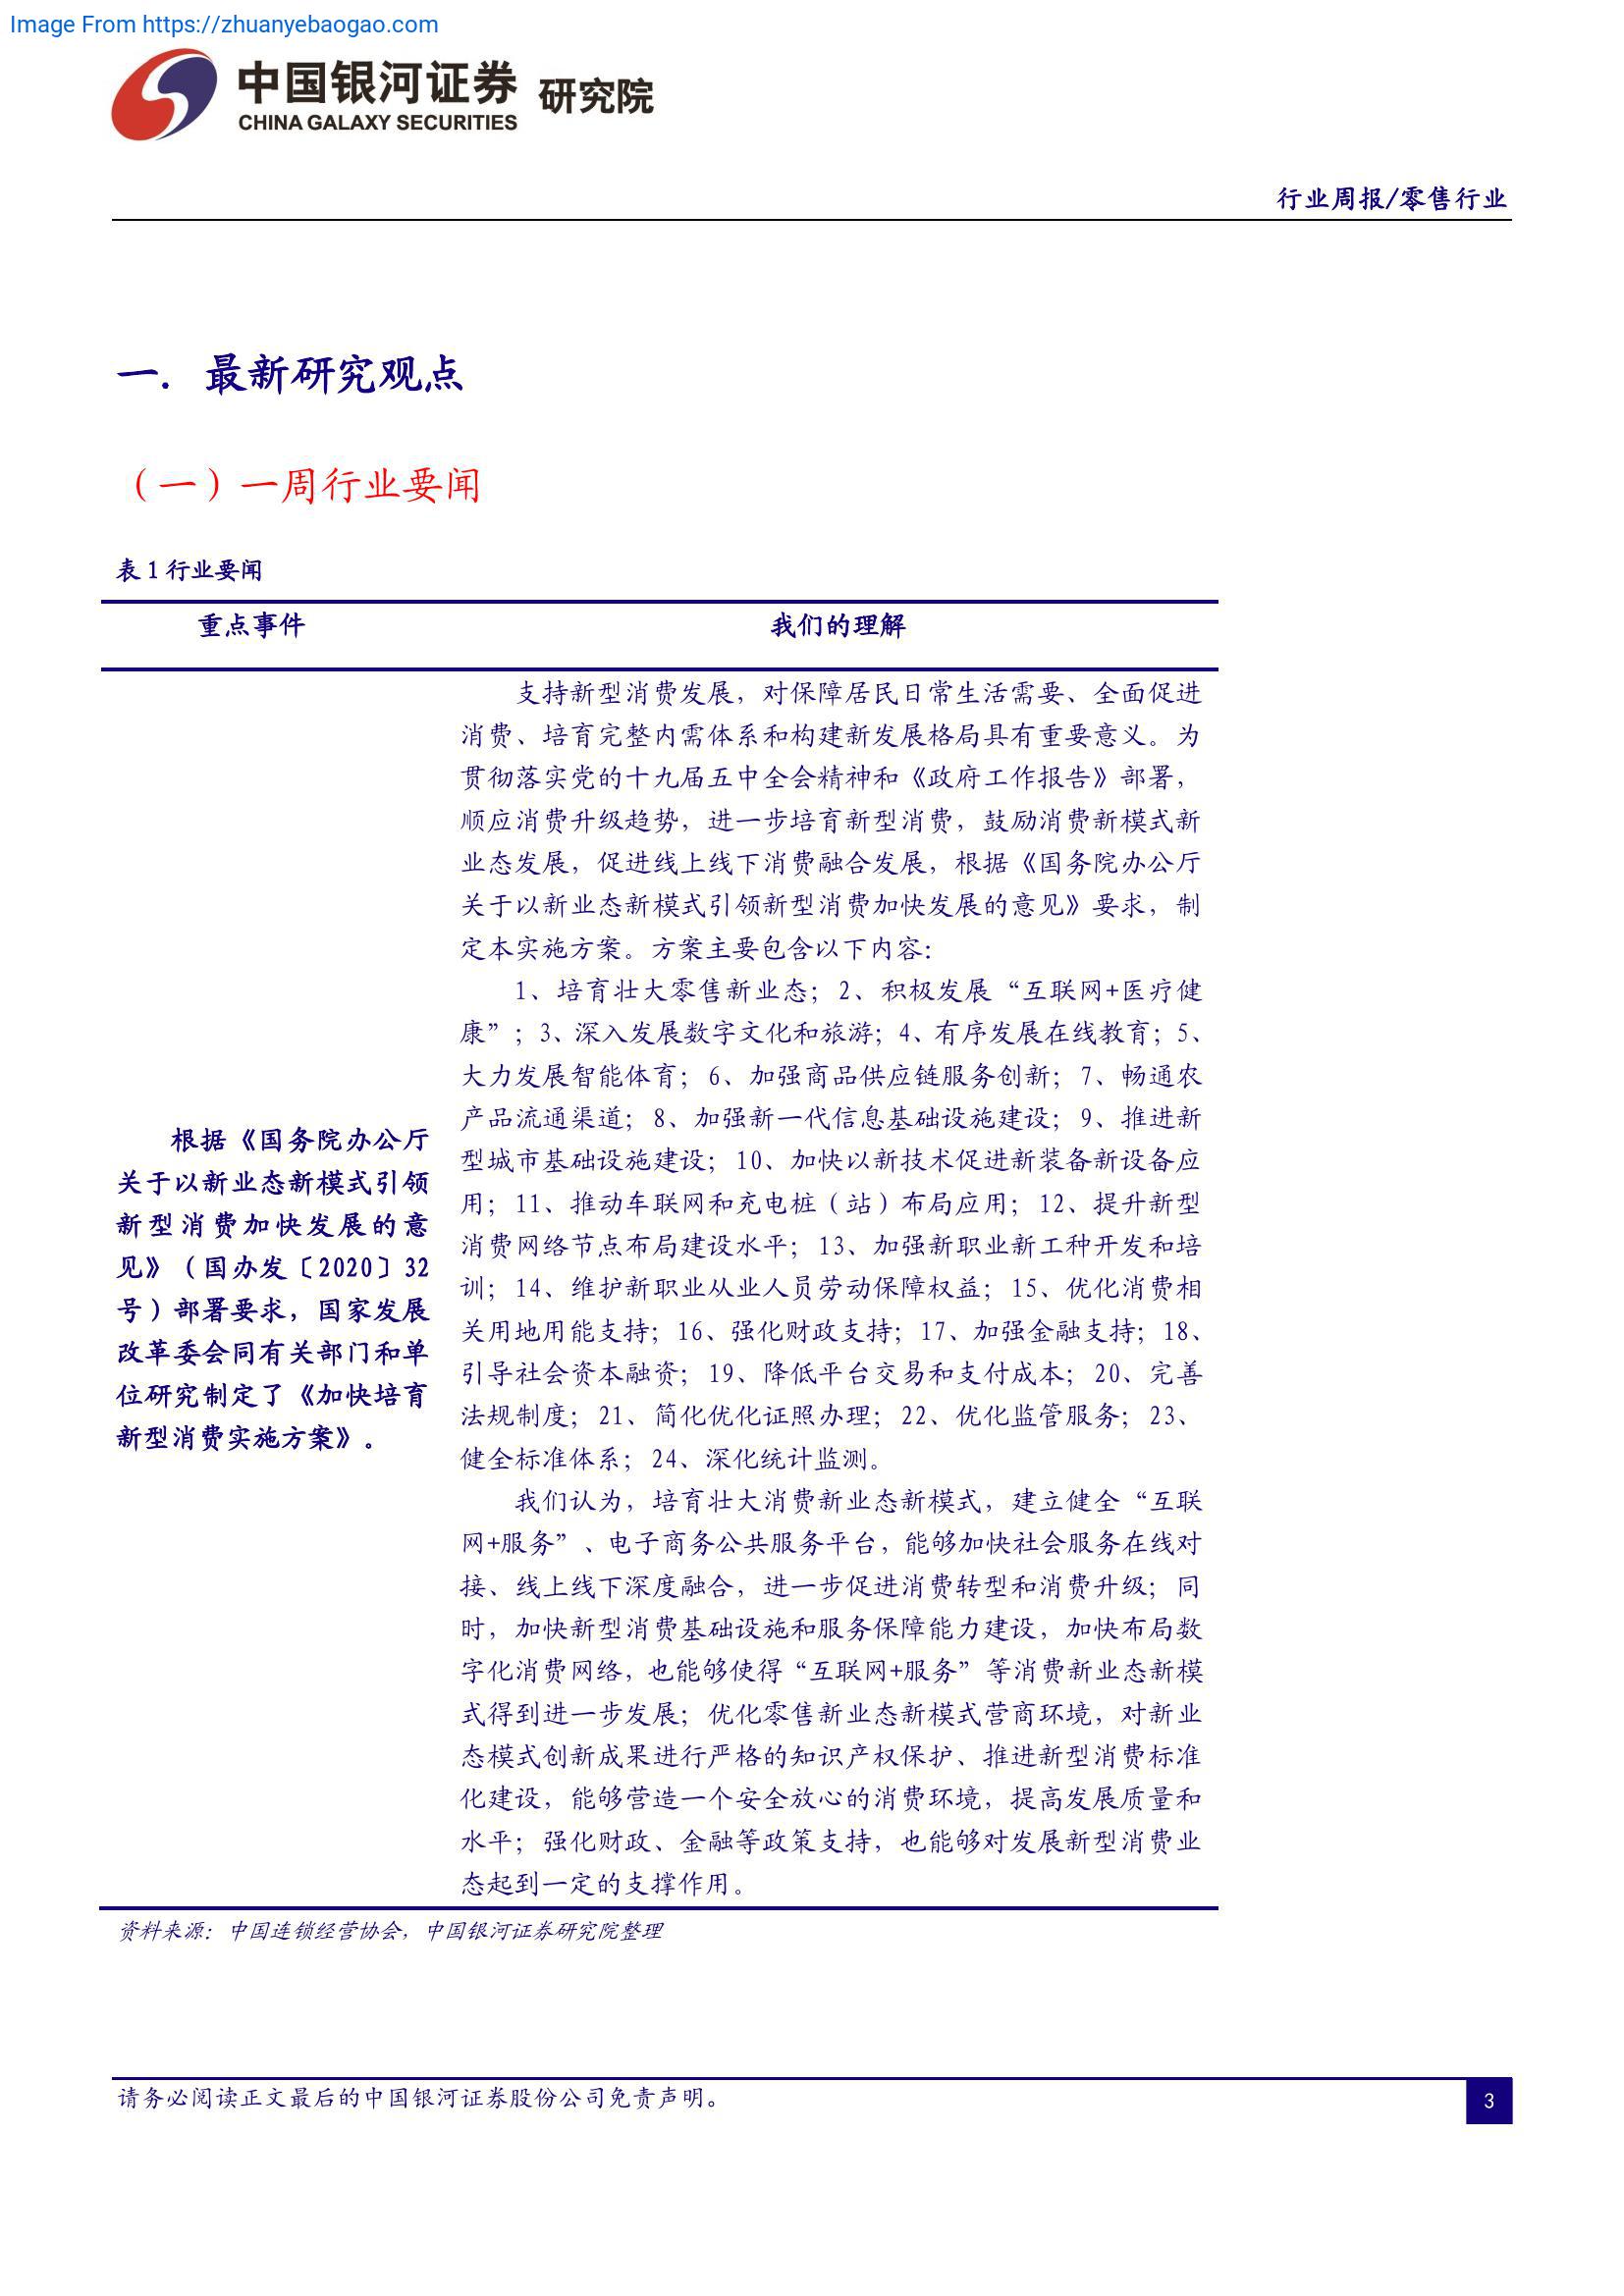 Image From https://zhuanyebaogao.com
中国银河证券 研究院
CHINA GALAXY SECURITIES
行业周报/零售行业
一. 最新研究观点
（一）一周行业要闻
表 1 行业要闻
重点事件 我们的理解
根据《国务院办公厅
关于以新业态新模式引领
新型消费加快发展的意
见》（国办发〔2020〕32
号）部署要求，国家发展
改革委会同有关部门和单
位研究制定了《加快培育
新型消费实施方案》。
支持新型消费发展，对保障居民日常生活需要、全面促进
消费、培育完整内需体系和构建新发展格局具有重要意义。为
贯彻落实党的十九届五中全会精神和《政府工作报告》部署，
顺应消费升级趋势，进一步培育新型消费，鼓励消费新模式新
业态发展，促进线上线下消费融合发展，根据《国务院办公厅
关于以新业态新模式引领新型消费加快发展的意见》要求，制
定本实施方案。方案主要包含以下内容：
1、培育壮大零售新业态；2、积极发展“互联网+医疗健
康”；3、深入发展数字文化和旅游；4、有序发展在线教育；5、
大力发展智能体育；6、加强商品供应链服务创新；7、畅通农
产品流通渠道；8、加强新一代信息基础设施建设；9、推进新
型城市基础设施建设；10、加快以新技术促进新装备新设备应
用；11、推动车联网和充电桩（站）布局应用；12、提升新型
消费网络节点布局建设水平；13、加强新职业新工种开发和培
训；14、维护新职业从业人员劳动保障权益；15、优化消费相
关用地用能支持；16、强化财政支持；17、加强金融支持；18、
引导社会资本融资；19、降低平台交易和支付成本；20、完善
法规制度；21、简化优化证照办理；22、优化监管服务；23、
健全标准体系；24、深化统计监测。
我们认为，培育壮大消费新业态新模式，建立健全“互联
网+服务”、电子商务公共服务平台，能够加快社会服务在线对
接、线上线下深度融合，进一步促进消费转型和消费升级；同
时，加快新型消费基础设施和服务保障能力建设，加快布局数
字化消费网络，也能够使得“互联网+服务”等消费新业态新模
式得到进一步发展；优化零售新业态新模式营商环境，对新业
态模式创新成果进行严格的知识产权保护、推进新型消费标准
化建设，能够营造一个安全放心的消费环境，提高发展质量和
水平；强化财政、金融等政策支持，也能够对发展新型消费业
态起到一定的支撑作用。
资料来源：中国连锁经营协会，中国银河证券研究院整理
请务必阅读正文最后的中国银河证券股份公司免责声明。
3